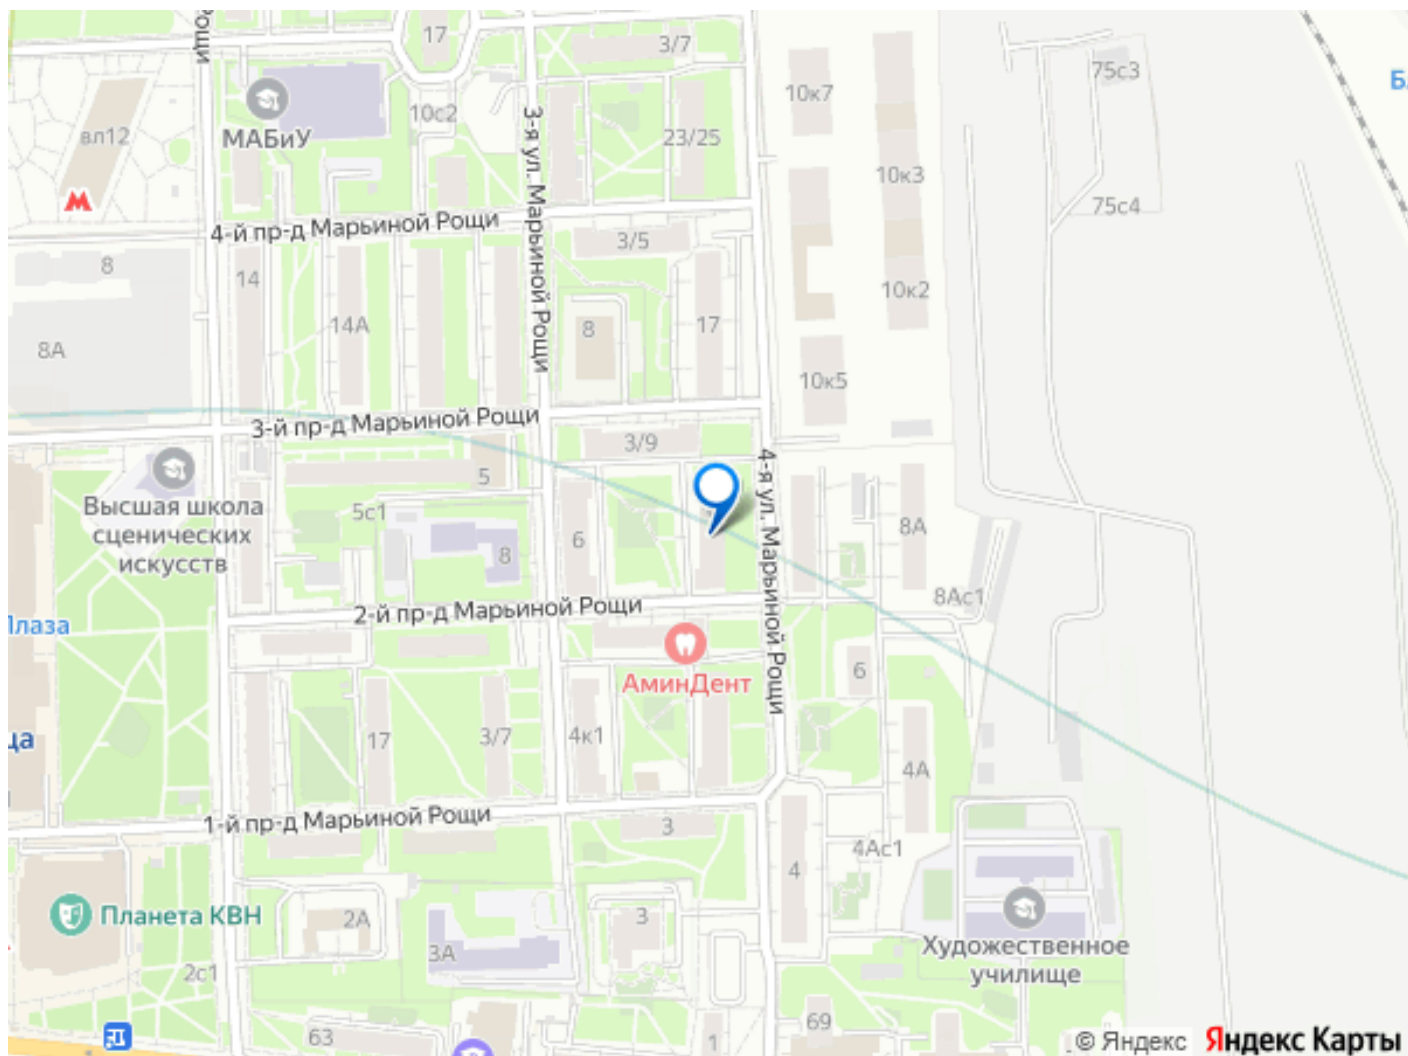 17
3/7
75с3
10к7
МАБиУ
10с2
вл12
23/25
3-я ул. Марьиной Рощи
10к3
75с4
4-й пр-д Марьиной Рощи
3/5
8
14
10к2
14А
8
17
8А
10к5
3-й пр-д Марьиной Рощи
3/9
4-я ул. Марьиной Рощи
5
Высшая школа
сценических
искусств
5с1
6
8
8А
8Ас1
2-й пр-д Марьиной Рощи
Плаза
АминДент
6
17
3/7
4к1
4А
1-й пр-д Марьиной Рощи
3
4Ас1
4
Планета КВН
2А
3
3А
2с1
Художественное
училище
63
69
1
© Яндекс Яндекс Карты